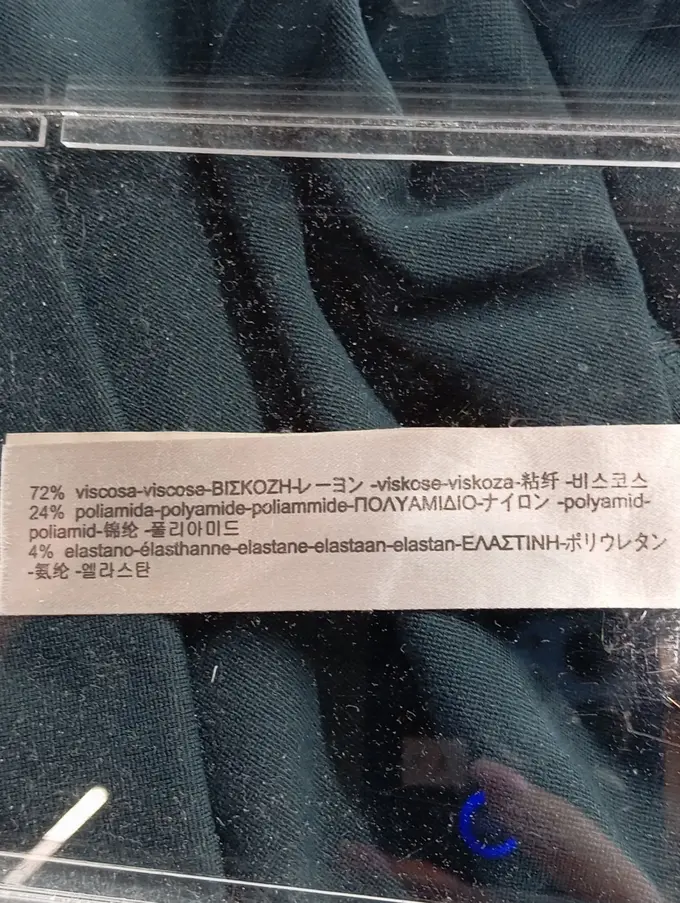 72% viscosa-viscose-ΒΙΣΚΟΖΗ-レーヨン -viskose-viskoza-粘纤 -비스코스
24% poliamida-polyamide-poliammide-ΠΟΛΥΑΜΙΔΙΟ-ナイロン -polyamid-
poliamid-锦纶 -폴리아미드
4% elastano-élasthanne-elastane-elastaan-elastan-ΕΛΑΣΤΙΝΗ-ポリウレタン
-氨纶 -엘라스탄